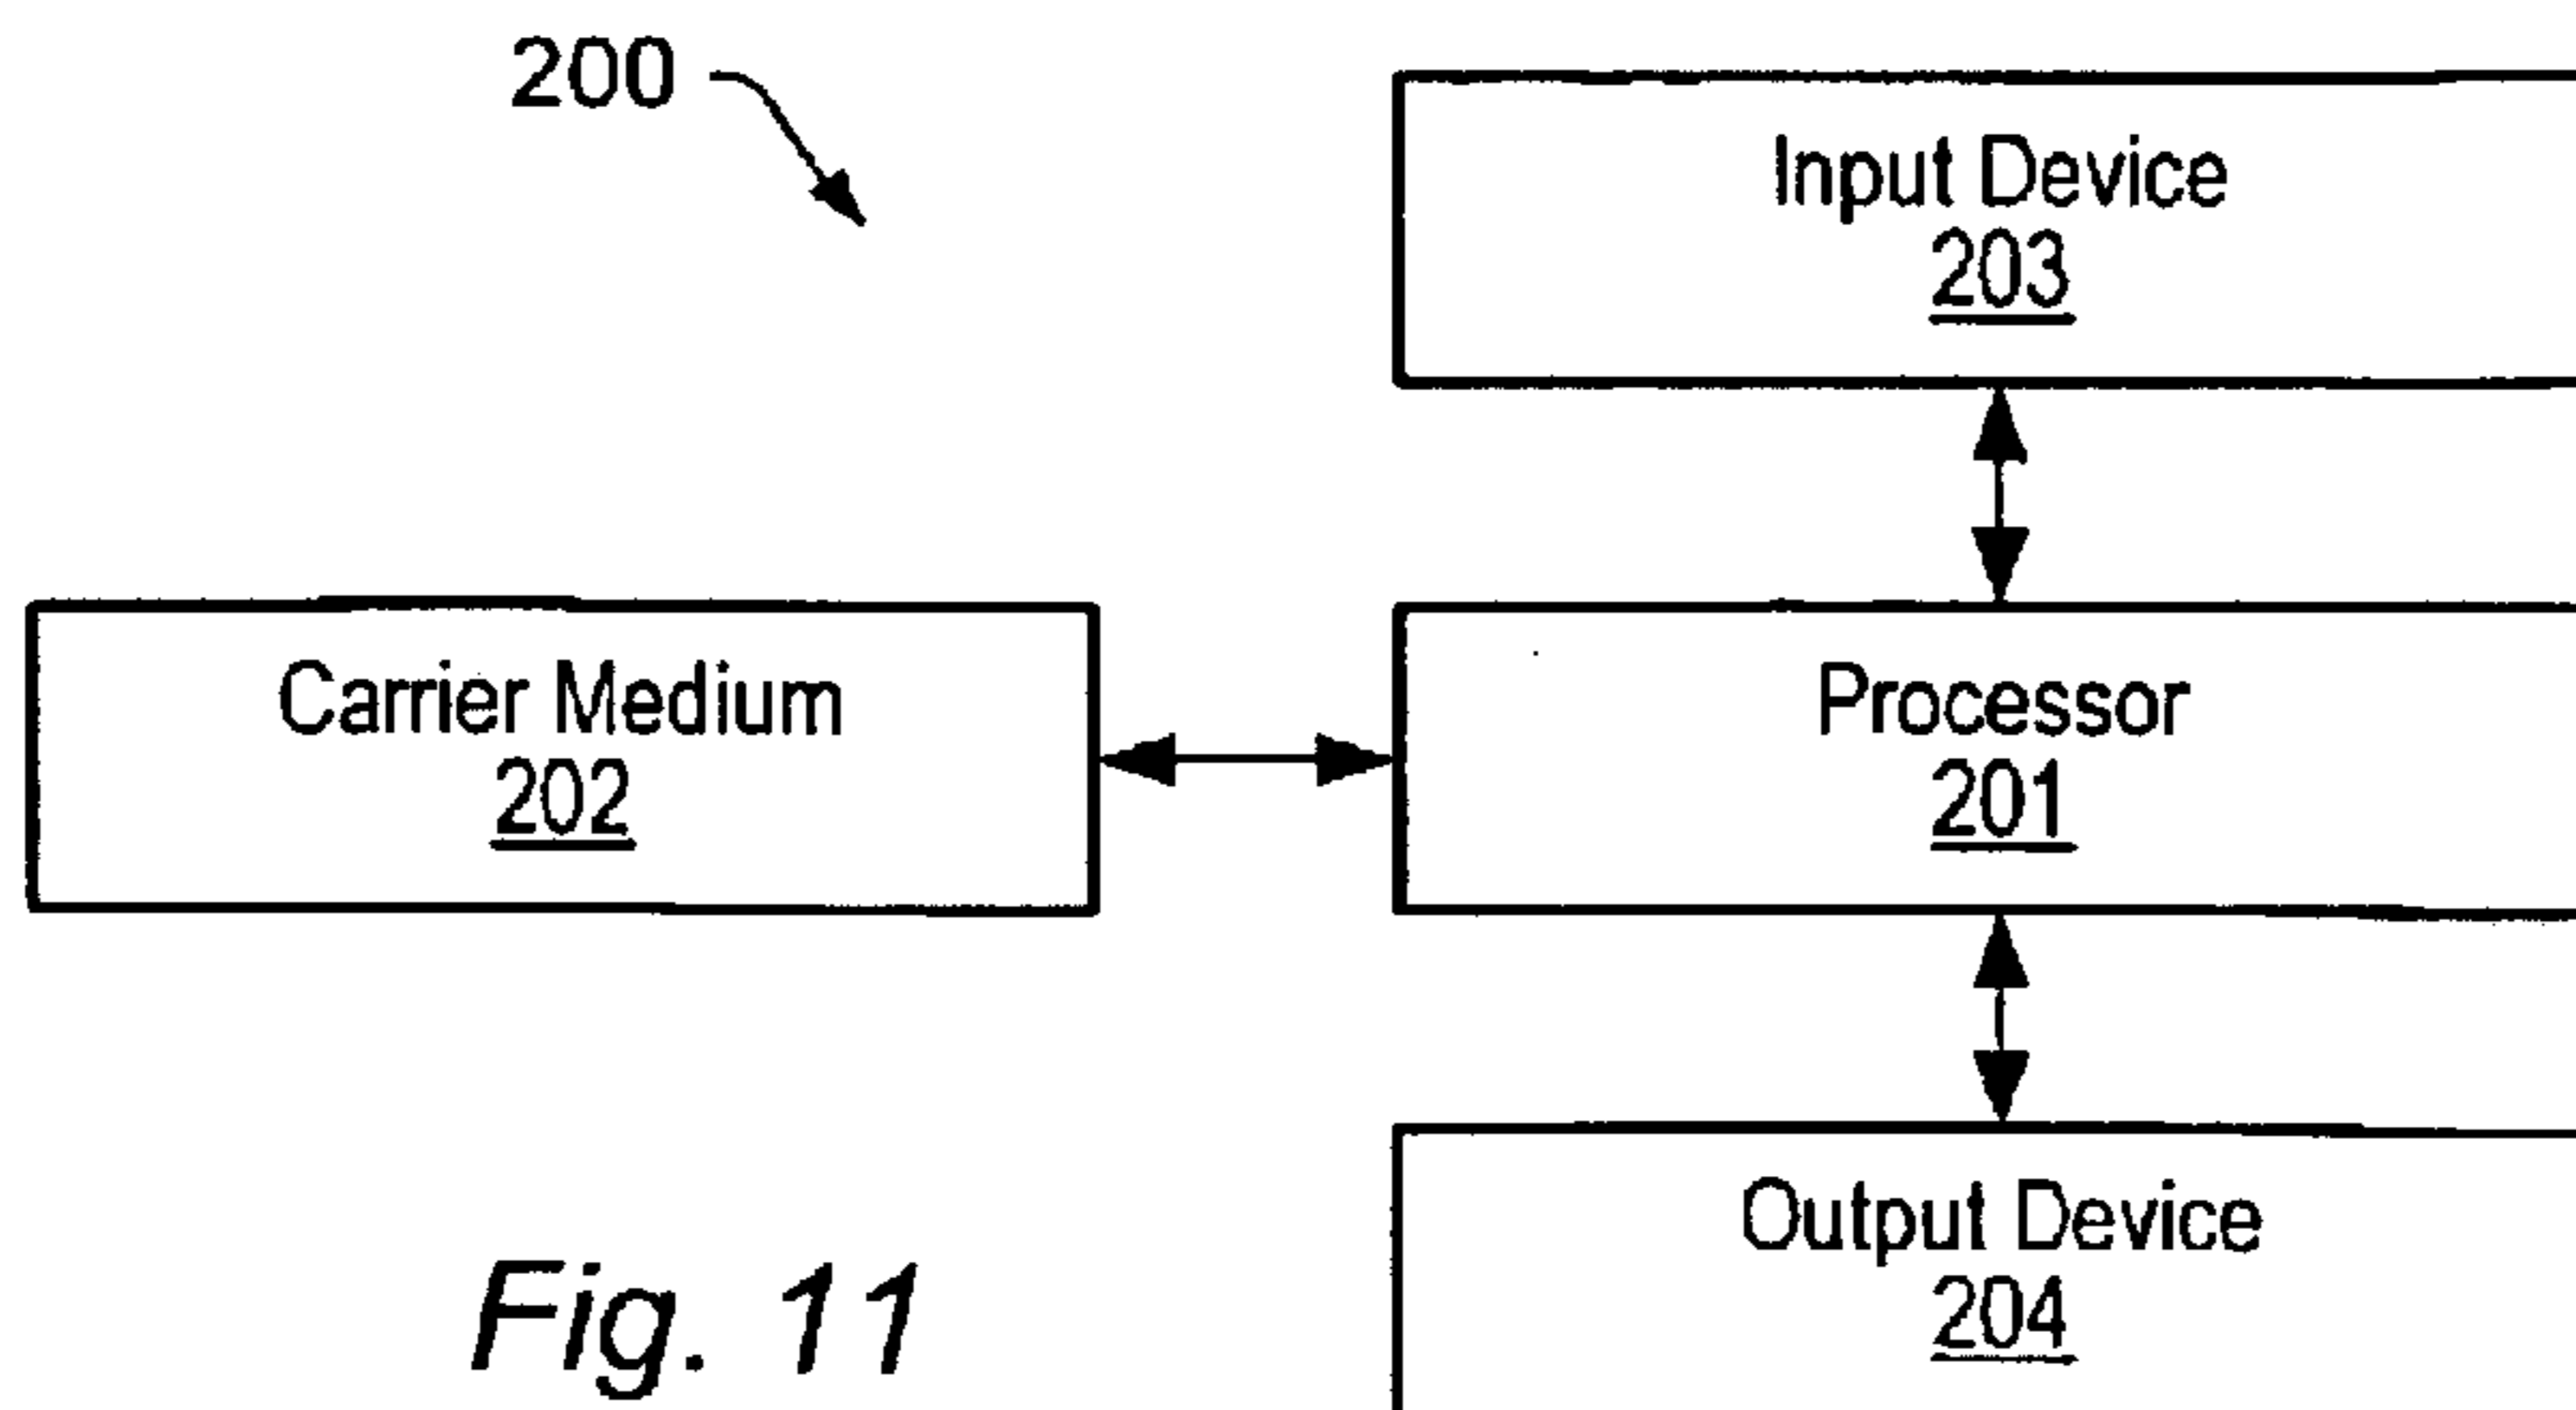 200
Input Device
203
Carrier Medium
202
Processor
201
Output Device
204
Fig. 11